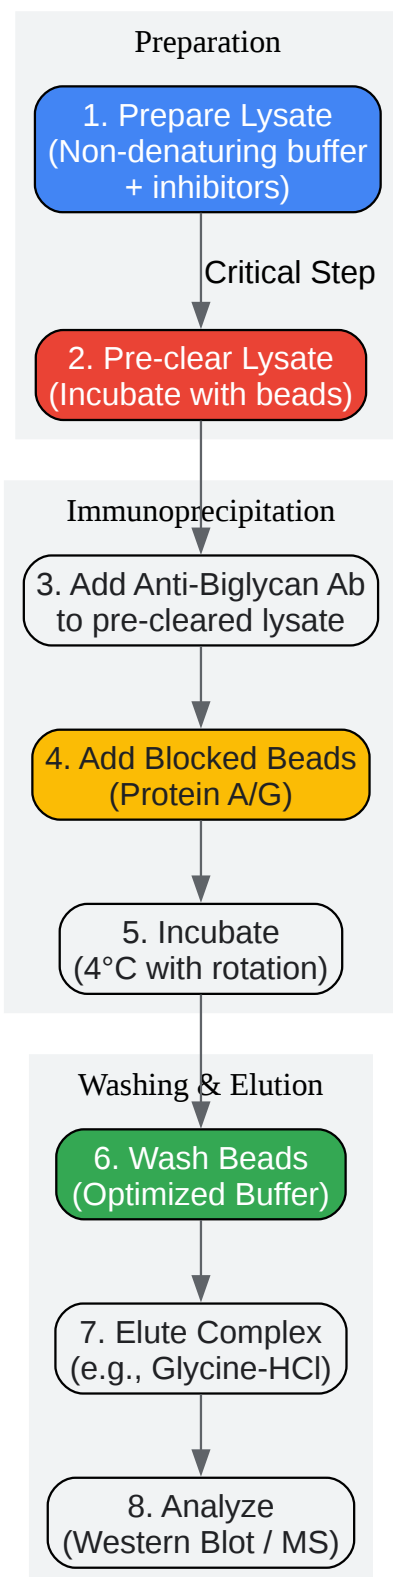 Preparation
1. Prepare Lysate
(Non-denaturing buffer
+ inhibitors)
Critical Step
2. Pre-clear Lysate
(Incubate with beads)
Immunoprecipitation
3. Add Anti-Biglycan Ab
to pre-cleared lysate
4. Add Blocked Beads
(Protein A/G)
5. Incubate
(4°C with rotation)
Washing & Elution
6. Wash Beads
(Optimized Buffer)
7. Elute Complex
(e.g., Glycine-HCl)
8. Analyze
(Western Blot / MS)